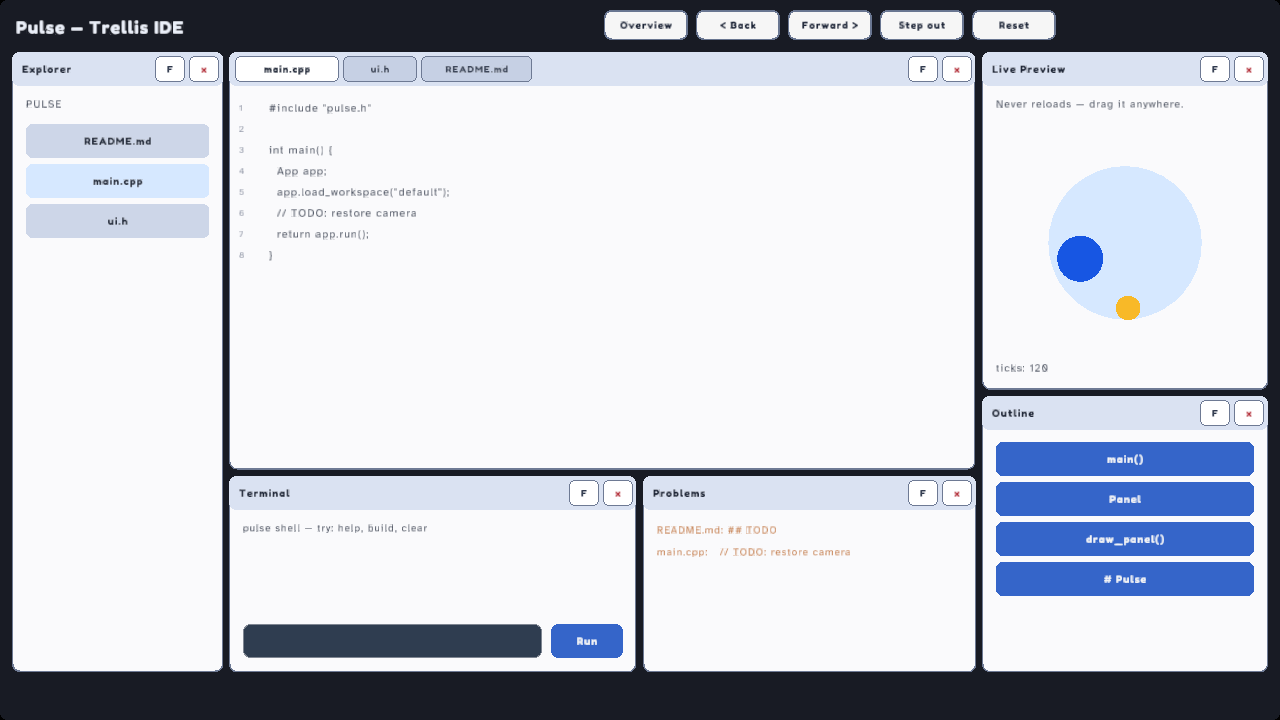 Pulse — Trellis IDE
Overview
< Back
Forward >
Step out
Reset
Explorer
F
×
PULSE
README.md
main.cpp
ui.h
main.cpp
ui.h
README.md
F
×
1 #include "pulse.h"
2
3 int main() {
4 App app;
5 app.load_workspace("default");
6 // TODO: restore camera
7 return app.run();
8 }
Terminal
F
×
pulse shell — try: help, build, clear
Run
Problems
F
×
README.md: ## TODO
main.cpp: // TODO: restore camera
Live Preview
F
×
Never reloads — drag it anywhere.
ticks: 120
Outline
F
×
main()
Panel
draw_panel()
# Pulse